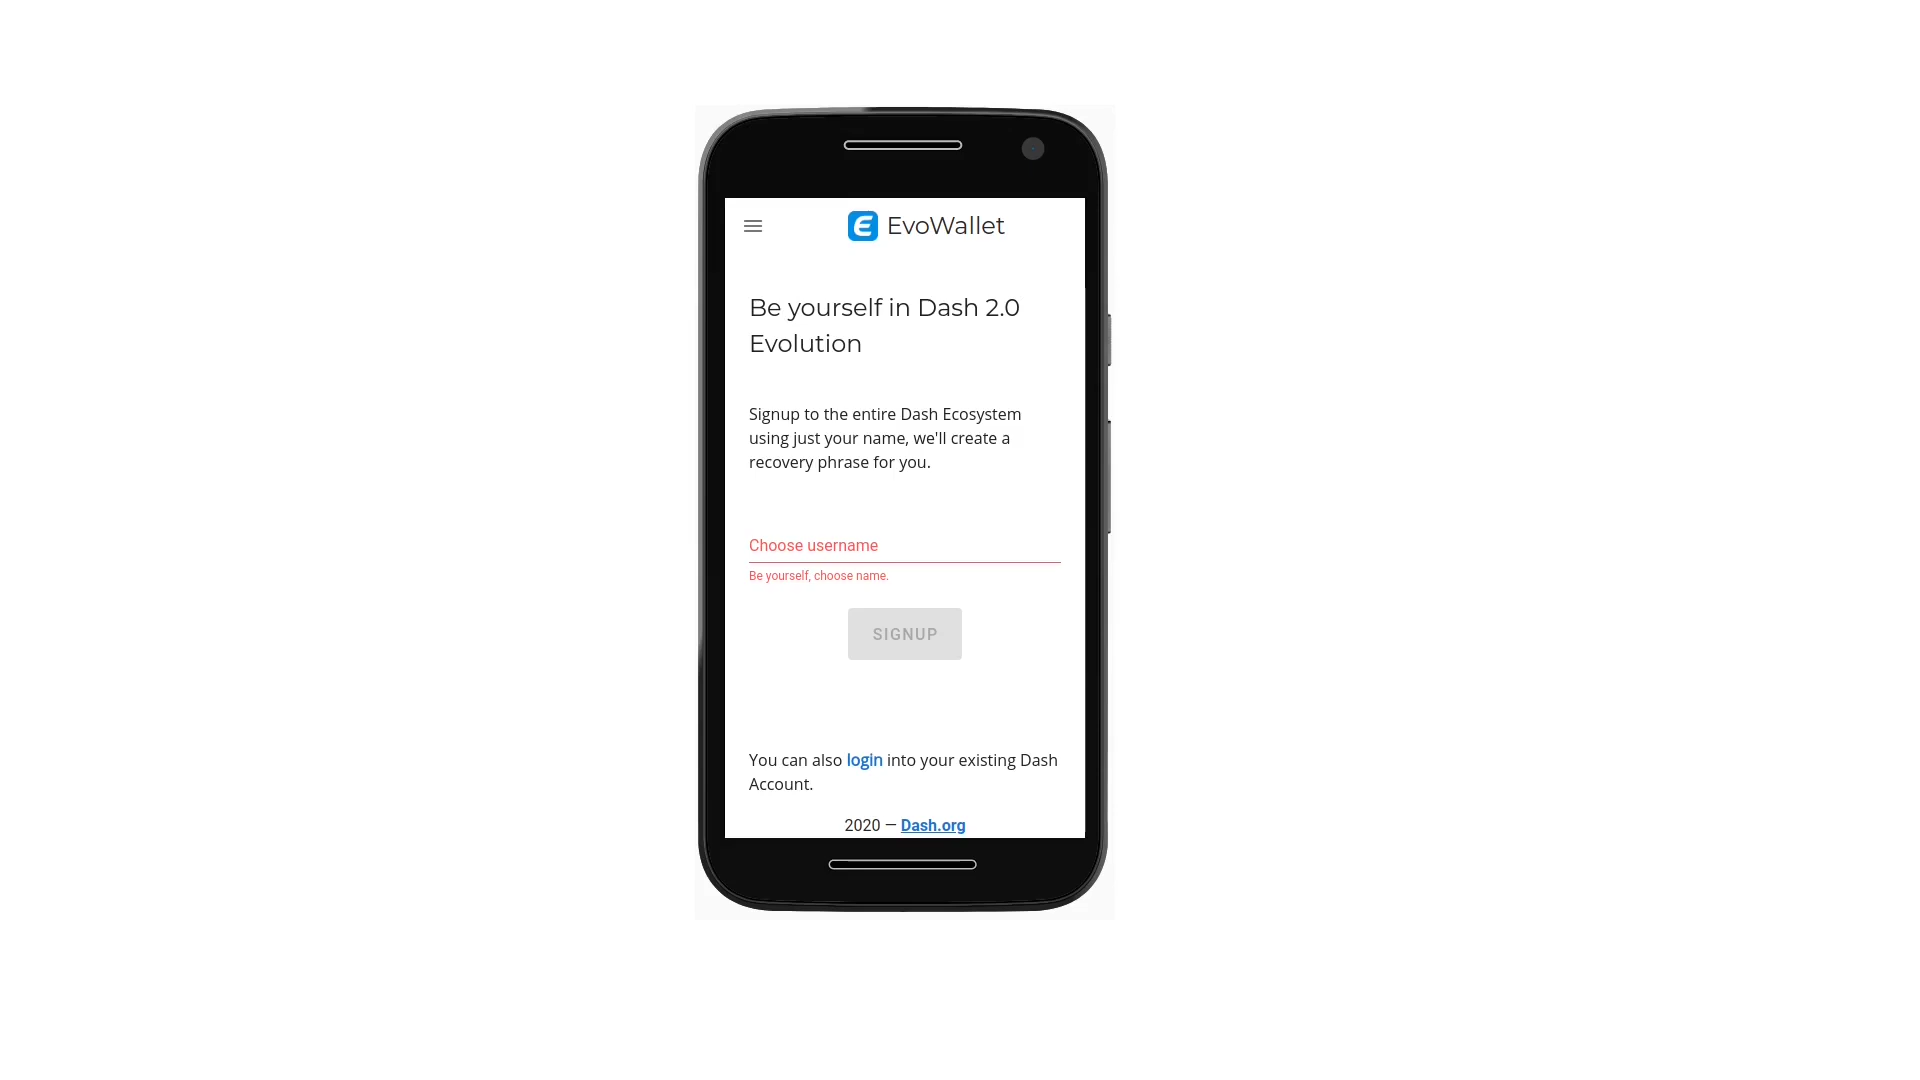 EvoWallet
Be yourself in Dash 2.0
Evolution
Signup to the entire Dash Ecosystem
using just your name, we'll create a
recovery phrase for you.
Choose username
Be yourself, choose name.
SIGNUP
You can also login into your existing Dash
Account.
2020 — Dash.org